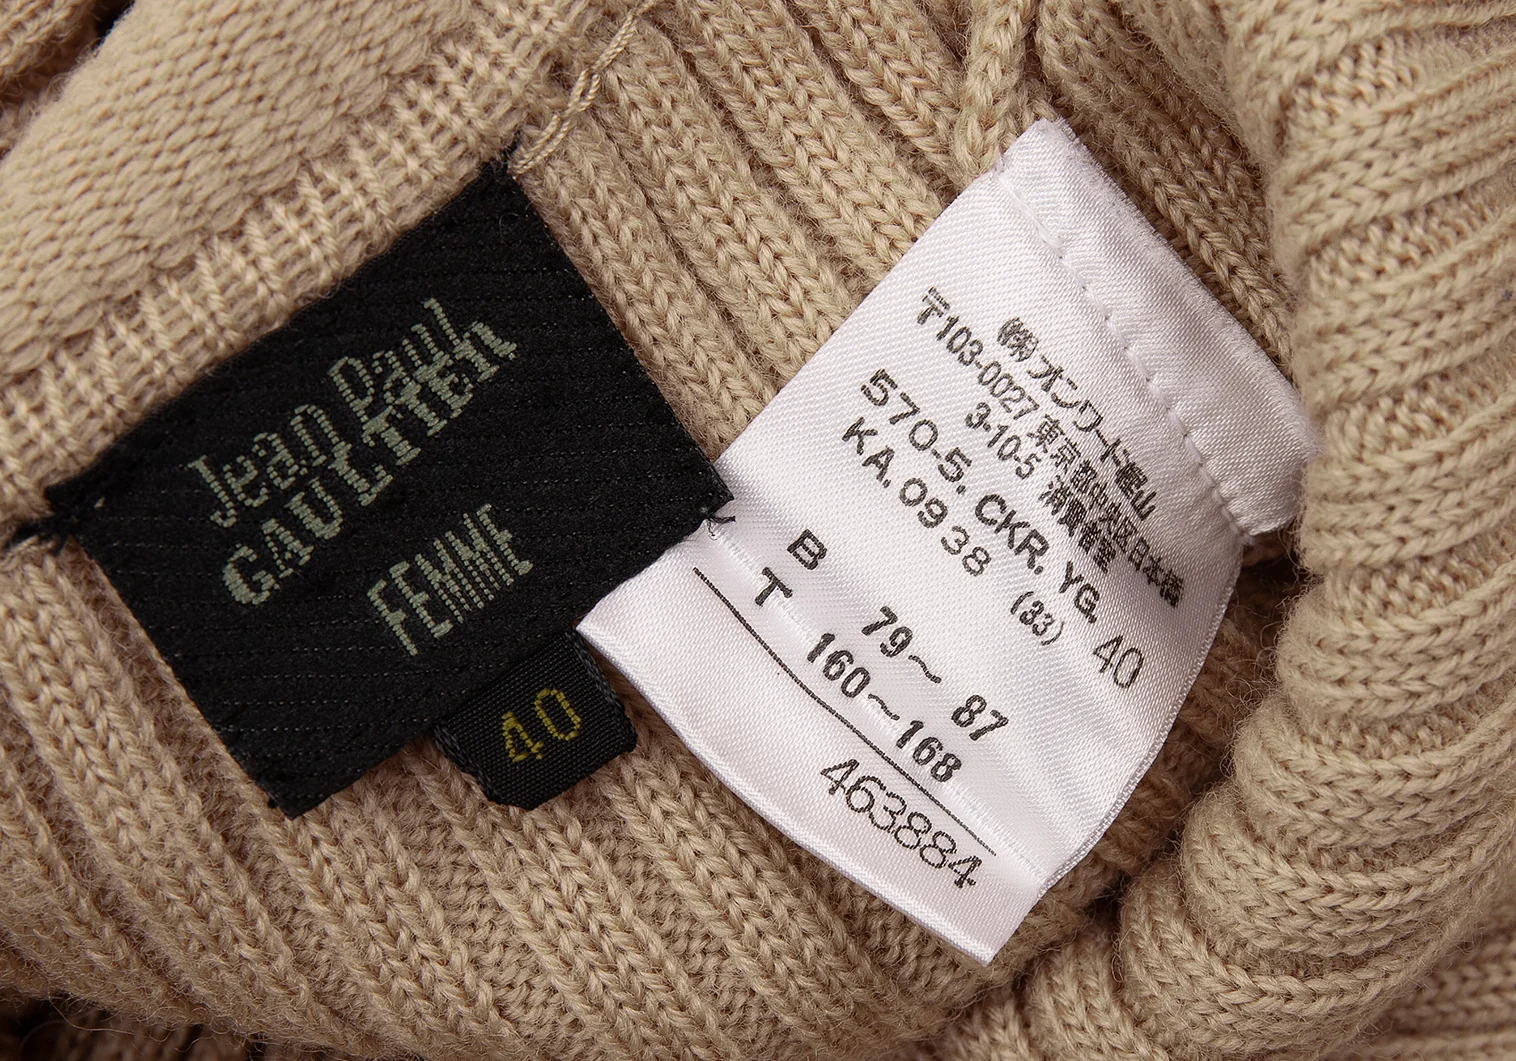 Jean Paul
GAULTIER
FEMME
40
(株)オンワード樫山
〒103-0027 東京都中央区日本橋
3-10-5 消費者室
570-5. CKR. YG. 40
KA. 0938 (33)
B 79〜 87
T 160〜168
463884